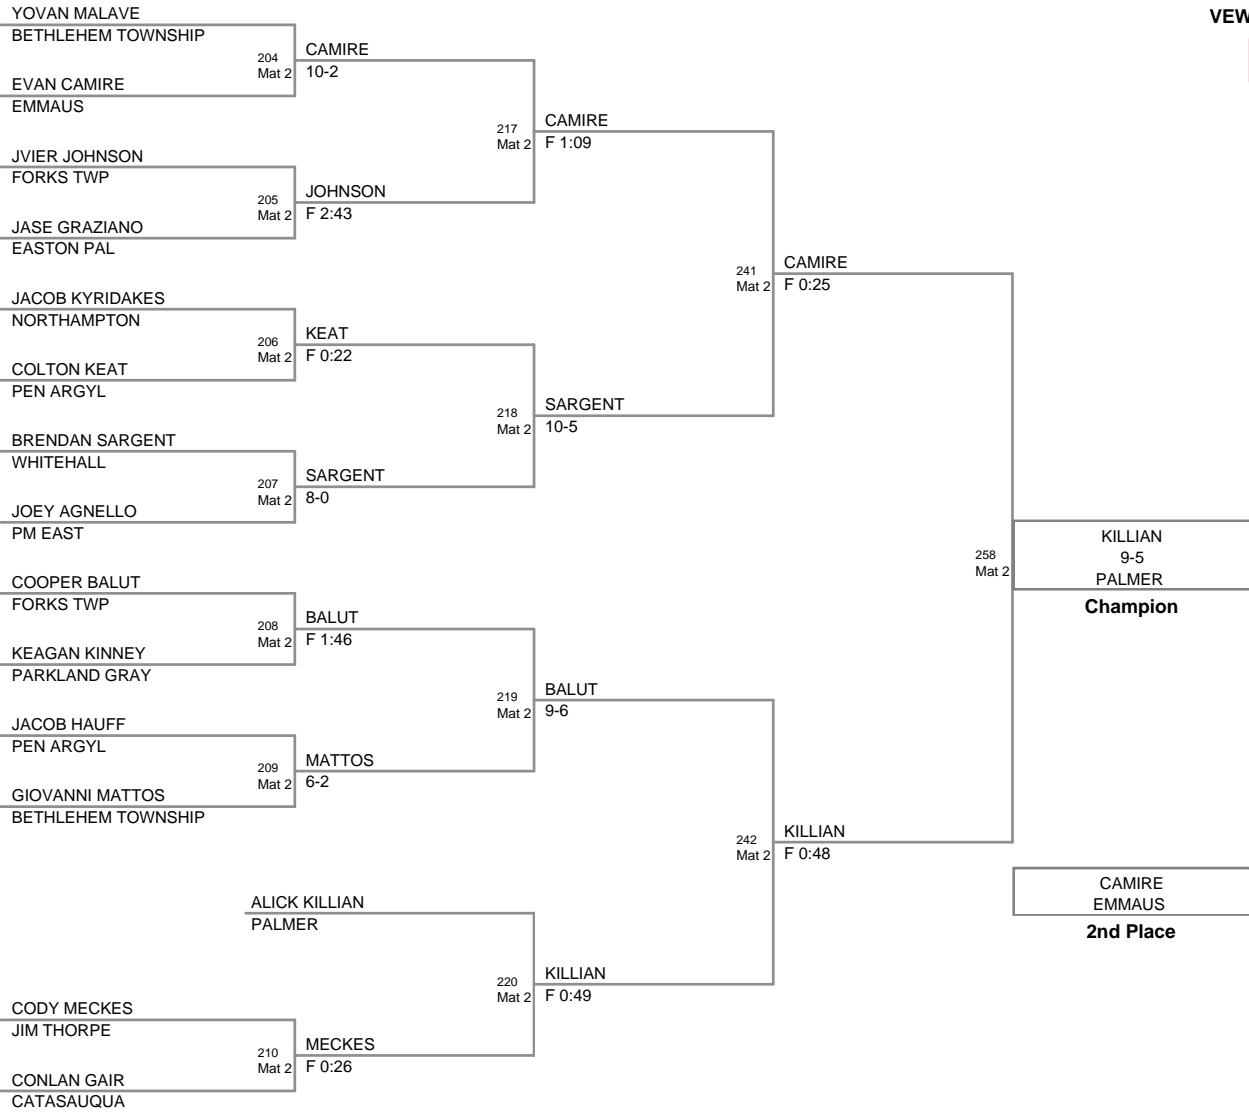 YOVAN MALAVE
BETHLEHEM TOWNSHIP
204
Mat 2
CAMIRE
10-2
EVAN CAMIRE
EMMAUS
217
Mat 2
CAMIRE
F 1:09
JVIER JOHNSON
FORKS TWP
205
Mat 2
JOHNSON
F 2:43
JASE GRAZIANO
EASTON PAL
241
Mat 2
CAMIRE
F 0:25
JACOB KYRIDAKES
NORTHAMPTON
206
Mat 2
KEAT
F 0:22
COLTON KEAT
PEN ARGYL
218
Mat 2
SARGENT
10-5
BRENDAN SARGENT
WHITEHALL
207
Mat 2
SARGENT
8-0
JOEY AGNELLO
PM EAST
258
Mat 2
KILLIAN
9-5
PALMER
Champion
COOPER BALUT
FORKS TWP
208
Mat 2
BALUT
F 1:46
KEAGAN KINNEY
PARKLAND GRAY
219
Mat 2
BALUT
9-6
JACOB HAUFF
PEN ARGYL
209
Mat 2
MATTOS
6-2
GIOVANNI MATTOS
BETHLEHEM TOWNSHIP
242
Mat 2
KILLIAN
F 0:48
CAMIRE
EMMAUS
2nd Place
ALICK KILLIAN
PALMER
220
Mat 2
KILLIAN
F 0:49
CODY MECKES
JIM THORPE
210
Mat 2
MECKES
F 0:26
CONLAN GAIR
CATASAUQUA